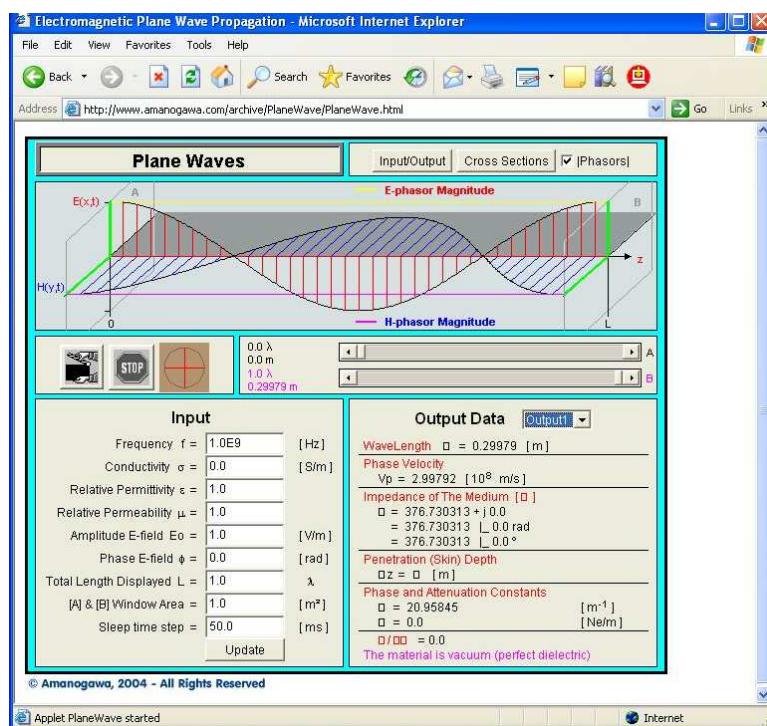 Electromagnetic Plane Wave Propagation - Microsoft Internet Explorer
File Edit View Favorites Tools Help
Back Search Favorites
Address http://www.amanogawa.com/archive/PlaneWave/PlaneWave.html Go Links »
Plane Waves
Input/Output Cross Sections |Phasors|
E-phasor Magnitude
A
B
E(x,t)
z
H(y,t)
0
H-phasor Magnitude
L
STOP
0.0 λ
0.0 m
1.0 λ
0.29979 m
A
B
Input
Frequency f = 1.0E9 [Hz]
Conductivity σ = 0.0 [S/m]
Relative Permittivity ε = 1.0
Relative Permeability μ = 1.0
Amplitude E-field Eo = 1.0 [V/m]
Phase E-field ϕ = 0.0 [rad]
Total Length Displayed L = 1.0 λ
[A] & [B] Window Area = 1.0 [m²]
Sleep time step = 50.0 [ms]
Update
Output Data Output1
WaveLength □ = 0.29979 [m]
Phase Velocity
Vp = 2.99792 [10⁸ m/s]
Impedance of The Medium [□]
□ = 376.730313 + j 0.0
= 376.730313 |_ 0.0 rad
= 376.730313 |_ 0.0 °
Penetration (Skin) Depth
□z = □ [m]
Phase and Attenuation Constants
□ = 20.95845 [m⁻¹]
□ = 0.0 [Ne/m]
□/□□ = 0.0
The material is vacuum (perfect dielectric)
© Amanogawa, 2004 - All Rights Reserved
Applet PlaneWave started Internet